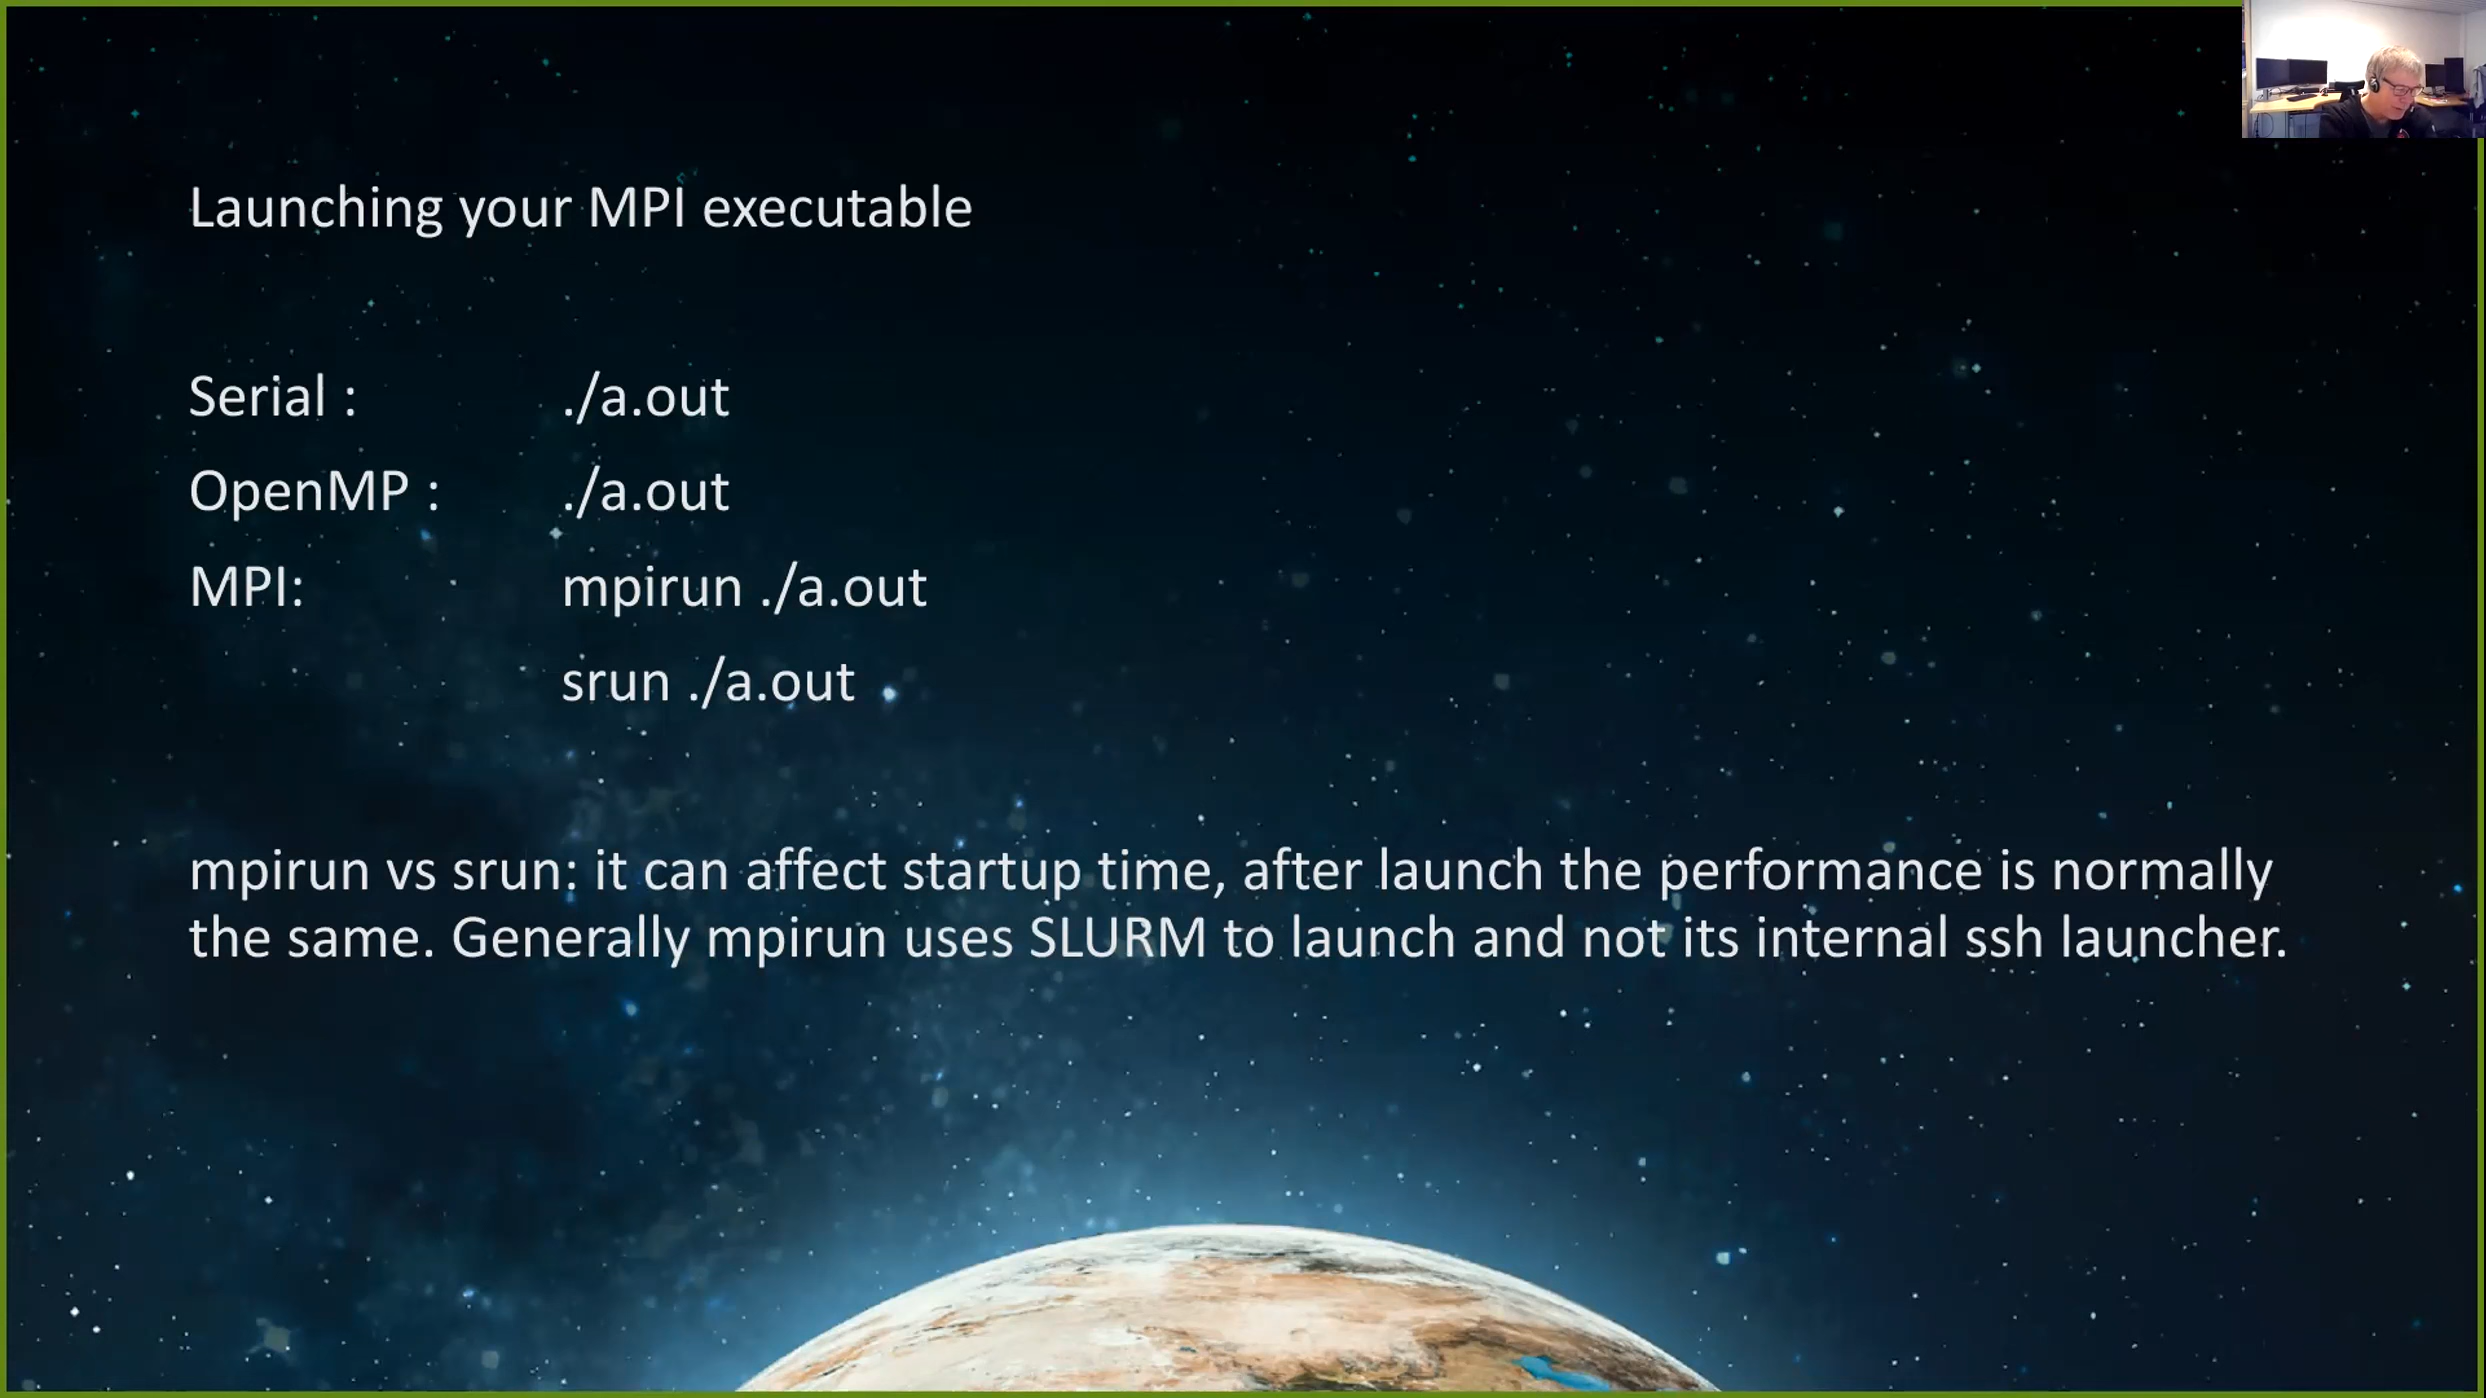 Launching your MPI executable
Serial : ./a.out
OpenMP : ./a.out
MPI: mpirun ./a.out
srun ./a.out
mpirun vs srun: it can affect startup time, after launch the performance is normally
the same. Generally mpirun uses SLURM to launch and not its internal ssh launcher.